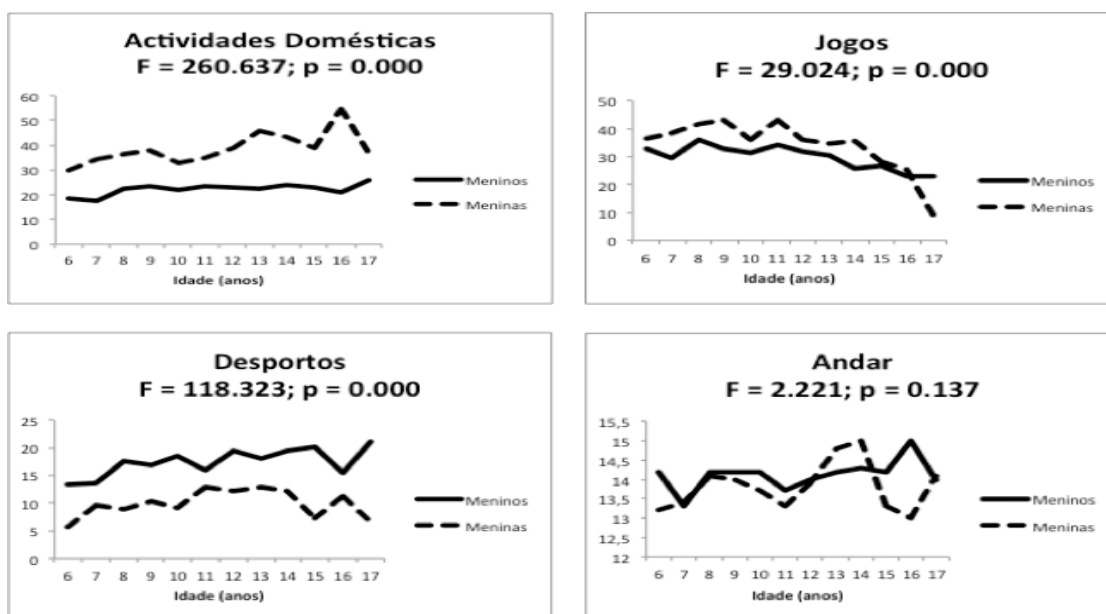 Actividades Domésticas
F = 260.637; p = 0.000
60
50
40
30
20
10
0
6 7 8 9 10 11 12 13 14 15 16 17
Idade (anos)
Meninos
Meninas
Jogos
F = 29.024; p = 0.000
50
40
30
20
10
0
6 7 8 9 10 11 12 13 14 15 16 17
Idade (anos)
Meninos
Meninas
Desportos
F = 118.323; p = 0.000
25
20
15
10
5
0
6 7 8 9 10 11 12 13 14 15 16 17
Idade (anos)
Meninos
Meninas
Andar
F = 2.221; p = 0.137
15,5
15
14,5
14
13,5
13
12,5
12
6 7 8 9 10 11 12 13 14 15 16 17
Idade (anos)
Meninos
Meninas